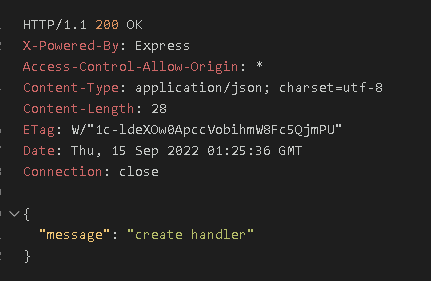 HTTP/1.1 200 OK
X-Powered-By: Express
Access-Control-Allow-Origin: *
Content-Type: application/json; charset=utf-8
Content-Length: 28
ETag: W/"1c-ldeXOw0ApccVobihmW8Fc5QjmPU"
Date: Thu, 15 Sep 2022 01:25:36 GMT
Connection: close
{
"message": "create handler"
}